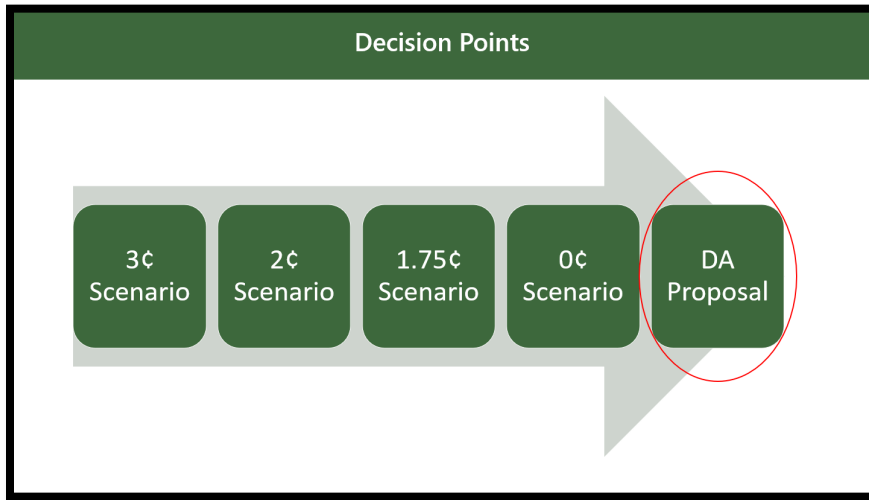 Decision Points
3¢
Scenario
2¢
Scenario
1.75¢
Scenario
0¢
Scenario
DA
Proposal